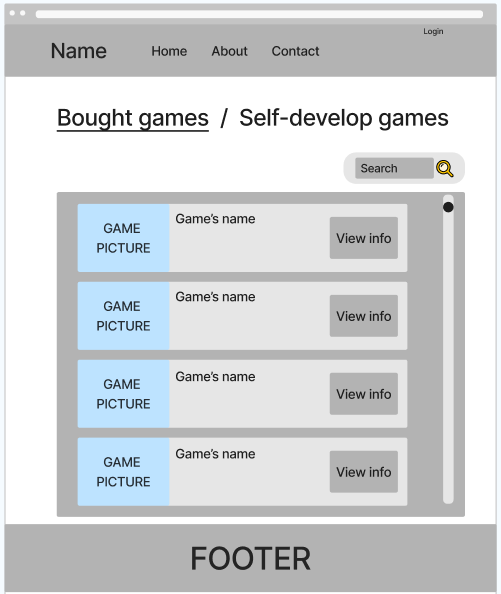 Login
Name Home About Contact
Bought games / Self-develop games
Search
GAME
PICTURE
Game's name
View info
GAME
PICTURE
Game's name
View info
GAME
PICTURE
Game's name
View info
GAME
PICTURE
Game's name
View info
FOOTER